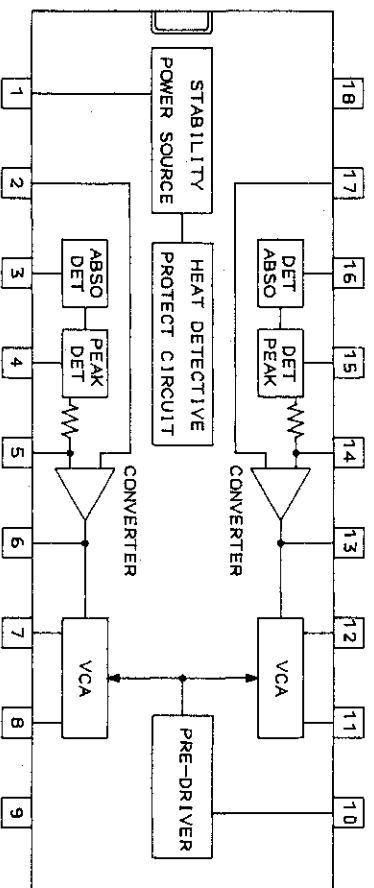 18 17 16 15 14 13 12 11 10
DET
ABSO
DET
PEAK
CONVERTER
VCA
STABILITY
POWER SOURCE
HEAT DETECTIVE
PROTECT CIRCUIT
PRE-DRIVER
CONVERTER
ABSO
DET
PEAK
DET
VCA
1 2 3 4 5 6 7 8 9